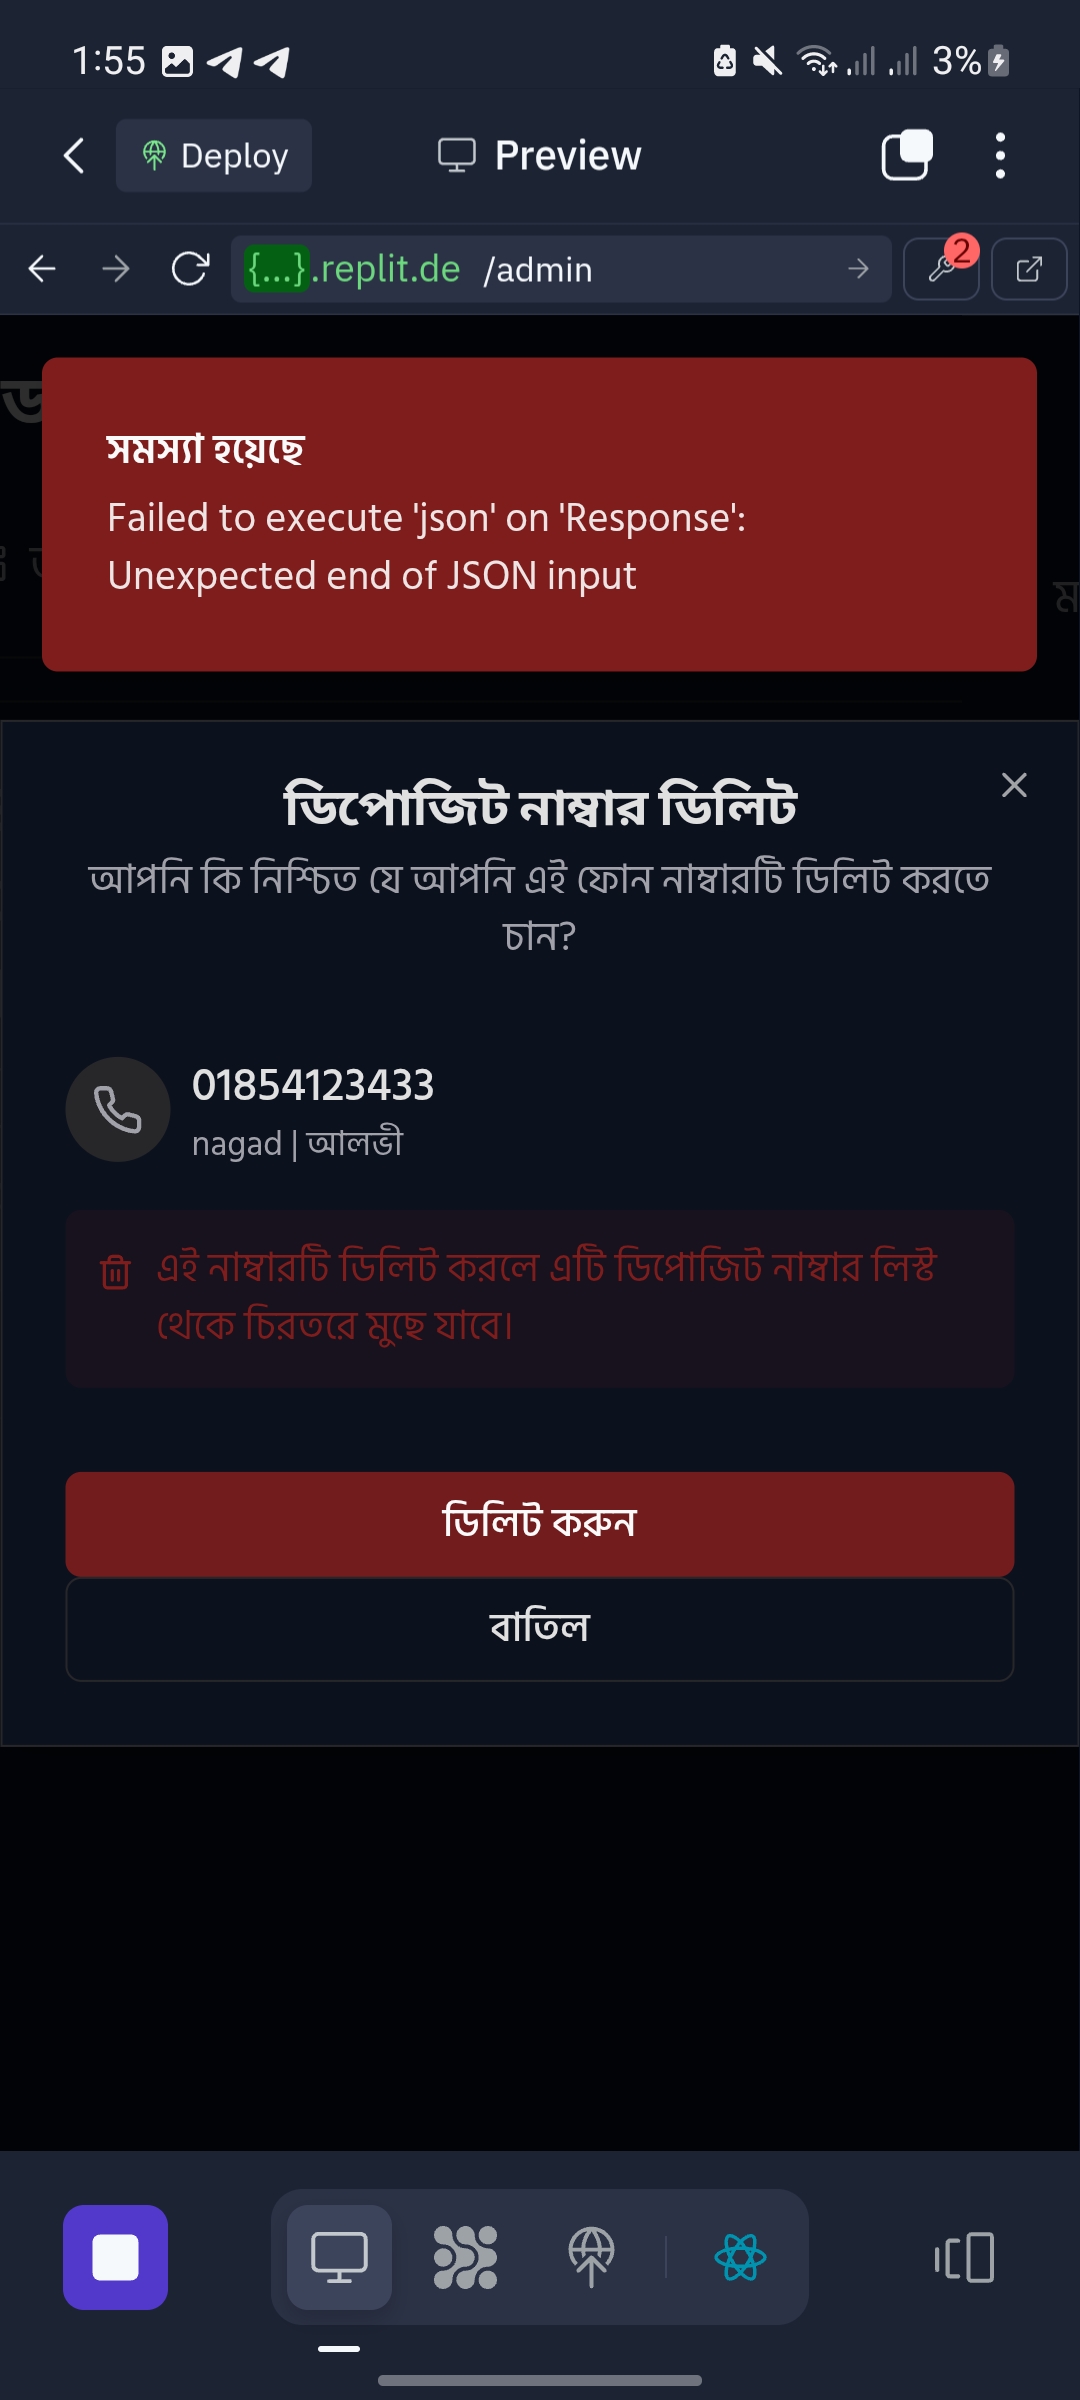 1:55
3%
Deploy
Preview
{...}.replit.de /admin
2
সমস্যা হয়েছে
Failed to execute 'json' on 'Response':
Unexpected end of JSON input
ডিপোজিট নাম্বার ডিলিট
আপনি কি নিশ্চিত যে আপনি এই ফোন নাম্বারটি ডিলিট করতে
চান?
01854123433
nagad | আলভী
এই নাম্বারটি ডিলিট করলে এটি ডিপোজিট নাম্বার লিস্ট
থেকে চিরতরে মুছে যাবে।
ডিলিট করুন
বাতিল